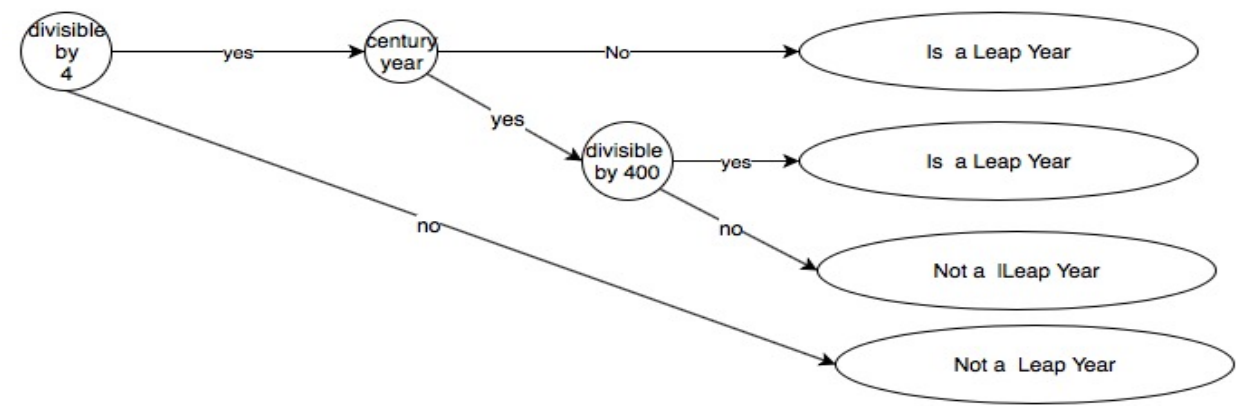 divisible
by
4
yes
century
year
No
Is a Leap Year
yes
divisible
by 400
yes
Is a Leap Year
no
Not a lLeap Year
no
Not a Leap Year